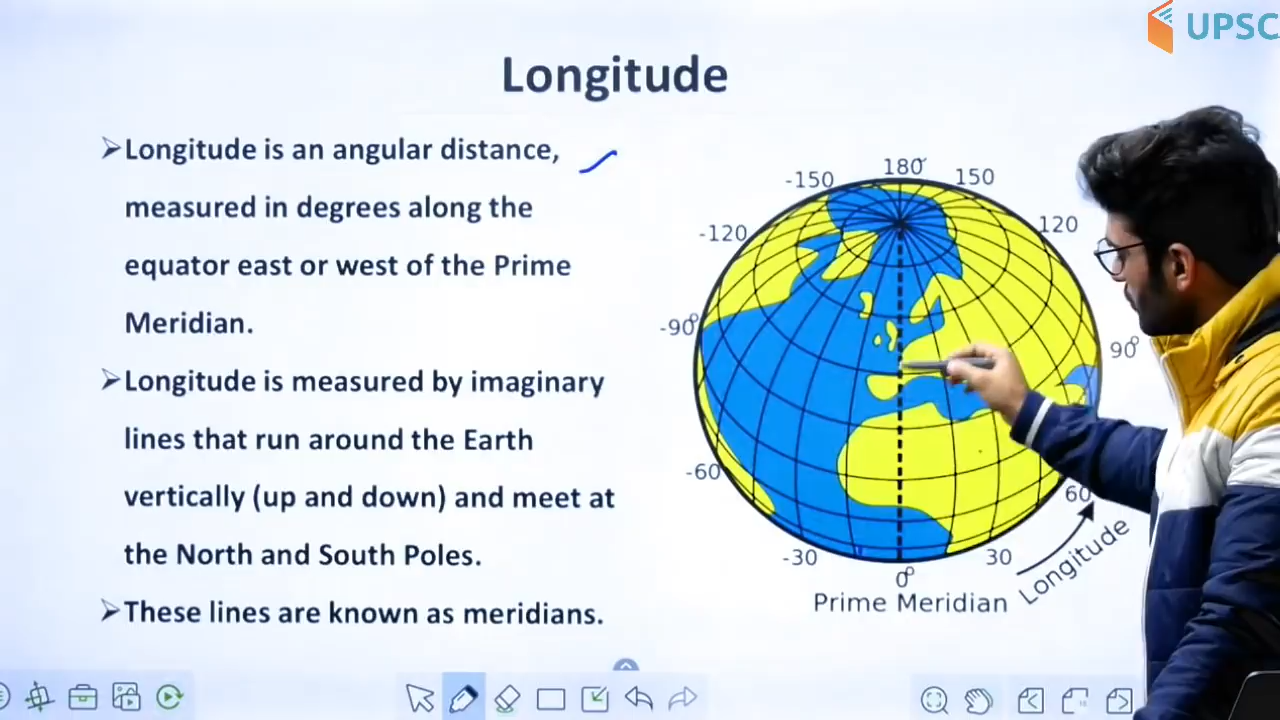 UPSC
Longitude
➢Longitude is an angular distance,
measured in degrees along the
equator east or west of the Prime
Meridian.
➢Longitude is measured by imaginary
lines that run around the Earth
vertically (up and down) and meet at
the North and South Poles.
➢These lines are known as meridians.
180°
-150
150
-120
120
-90°
90°
-60
60
-30
30
0°
Prime Meridian
Longitude